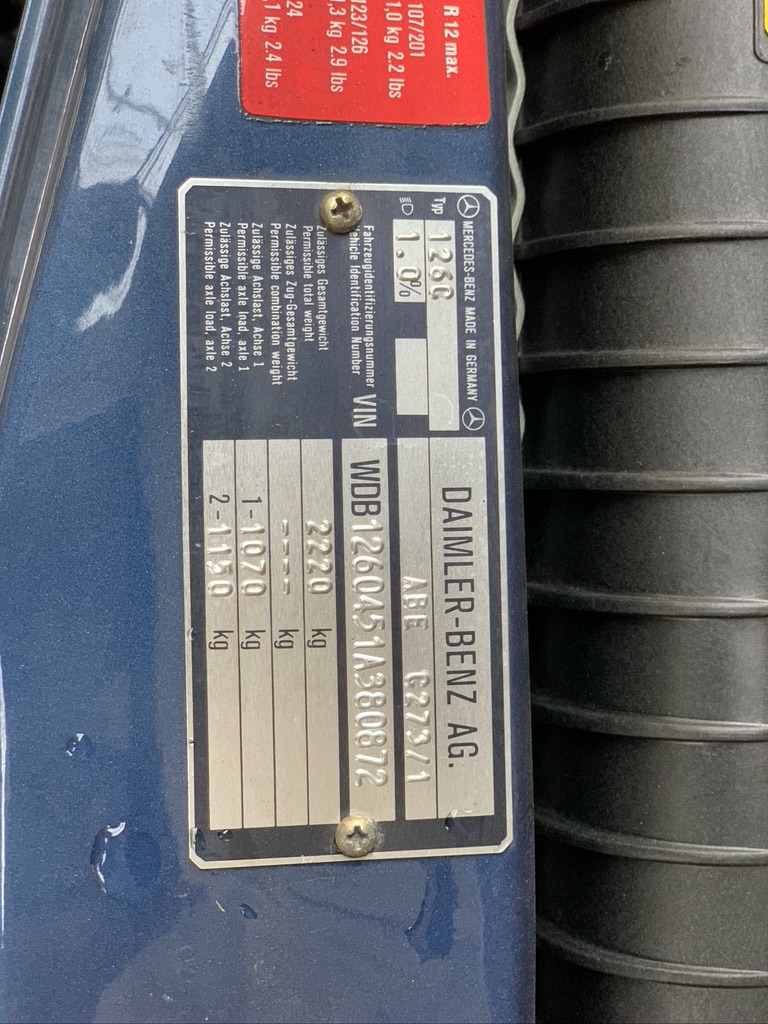 R 12 max.
107/201
1,0 kg 2.2 lbs
123/126
,3 kg 2.9 lbs
24
,1 kg 2.4 lbs
MERCEDES-BENZ MADE IN GERMANY
DAIMLER-BENZ AG.
Typ 126C
1.0%
ABE C273/1
Fahrzeugidentifizierungsnummer
Vehicle Identification Number VIN WDB1260451A380872
Zulässiges Gesamtgewicht
Permissible total weight 2220 kg
Zulässiges Zug-Gesamtgewicht
Permissible combination weight ---- kg
Zulässige Achslast, Achse 1
Permissible axle load, axle 1 1-1070 kg
Zulässige Achslast, Achse 2
Permissible axle load, axle 2 2-1150 kg